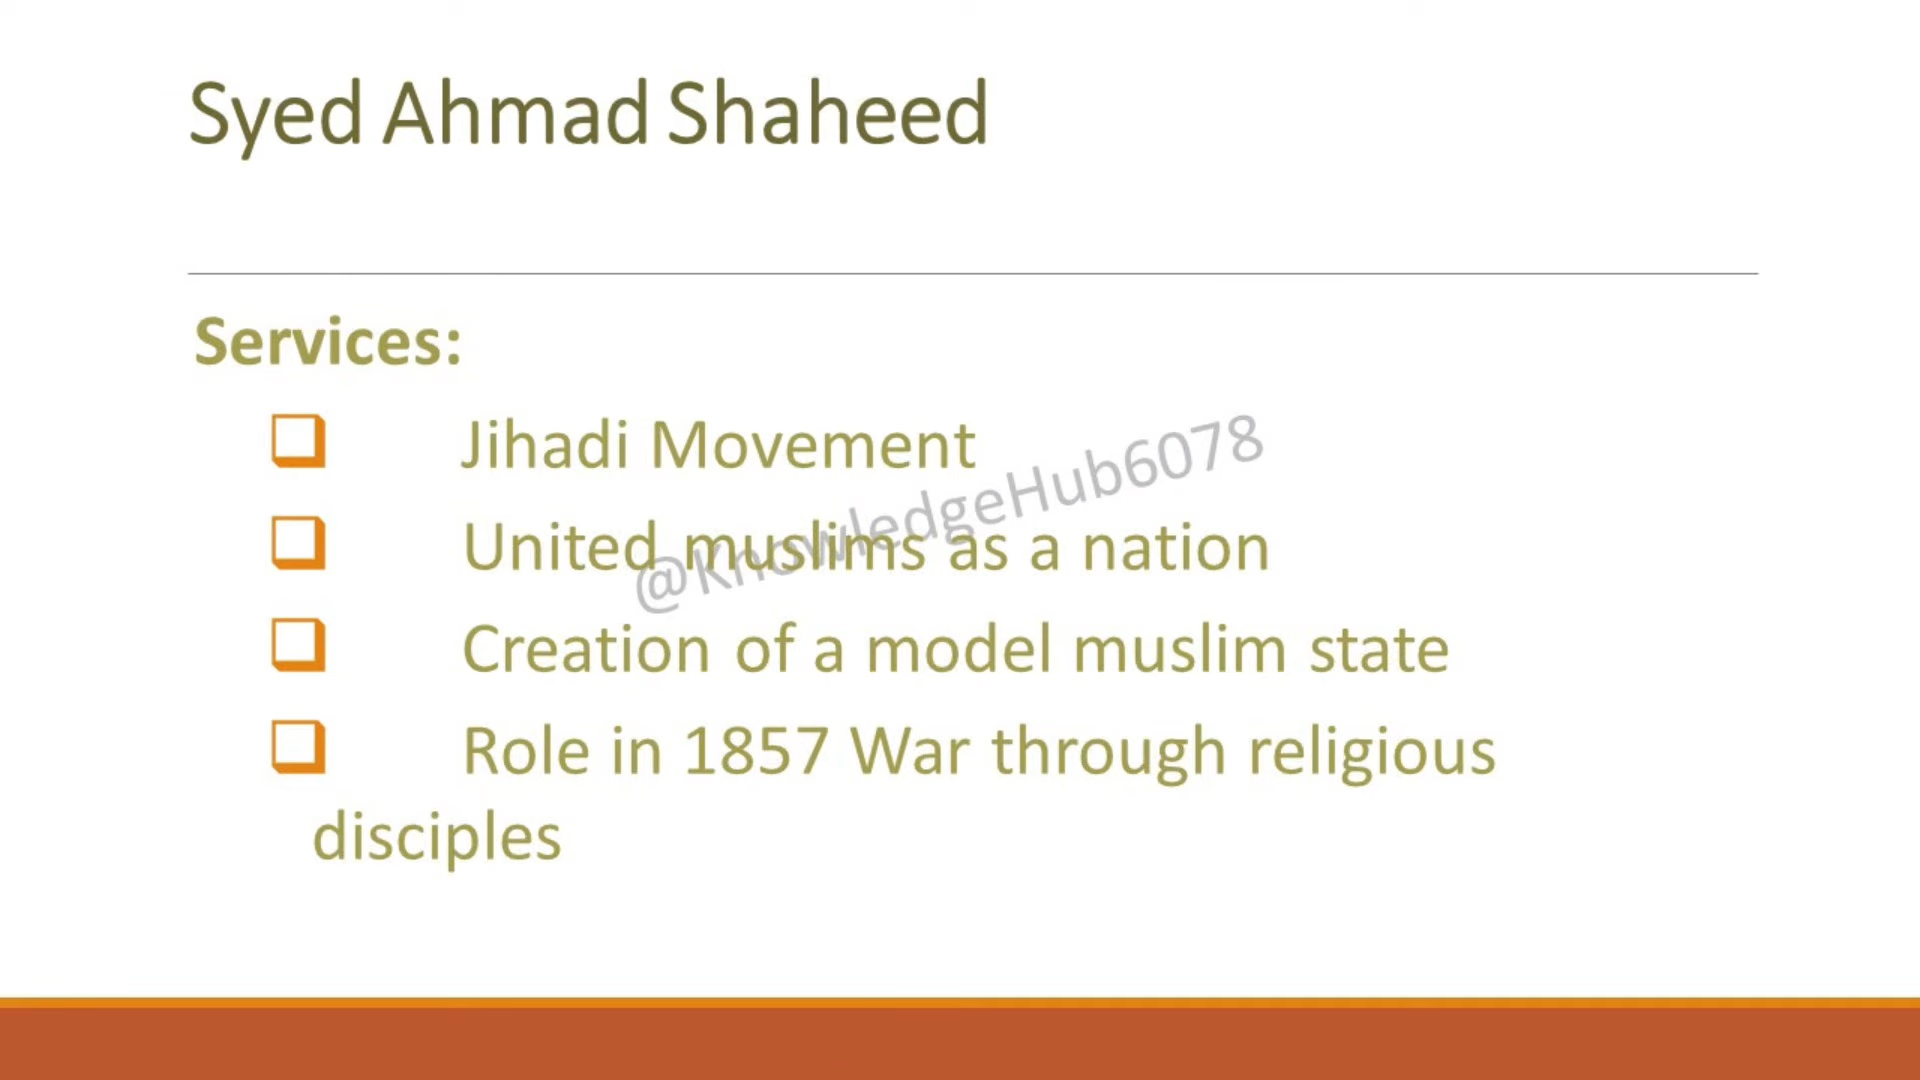 Syed Ahmad Shaheed
Services:
Jihadi Movement
United muslims as a nation
Creation of a model muslim state
Role in 1857 War through religious
disciples
@KnowledgeHub6078